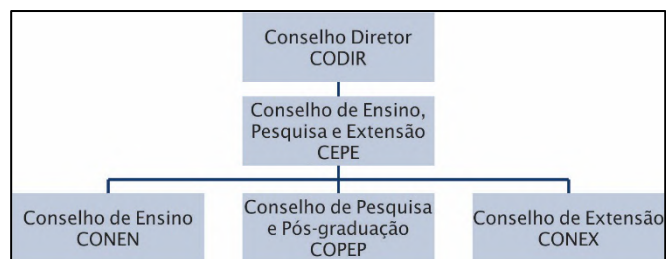 Conselho Diretor
CODIR
Conselho de Ensino,
Pesquisa e Extensão
CEPE
Conselho de Ensino
CONEN
Conselho de Pesquisa
e Pós-graduação
COPEP
Conselho de Extensão
CONEX